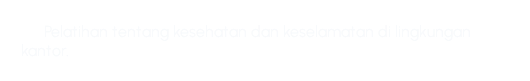 Pelatihan tentang kesehatan dan keselamatan di lingkungan
kantor.